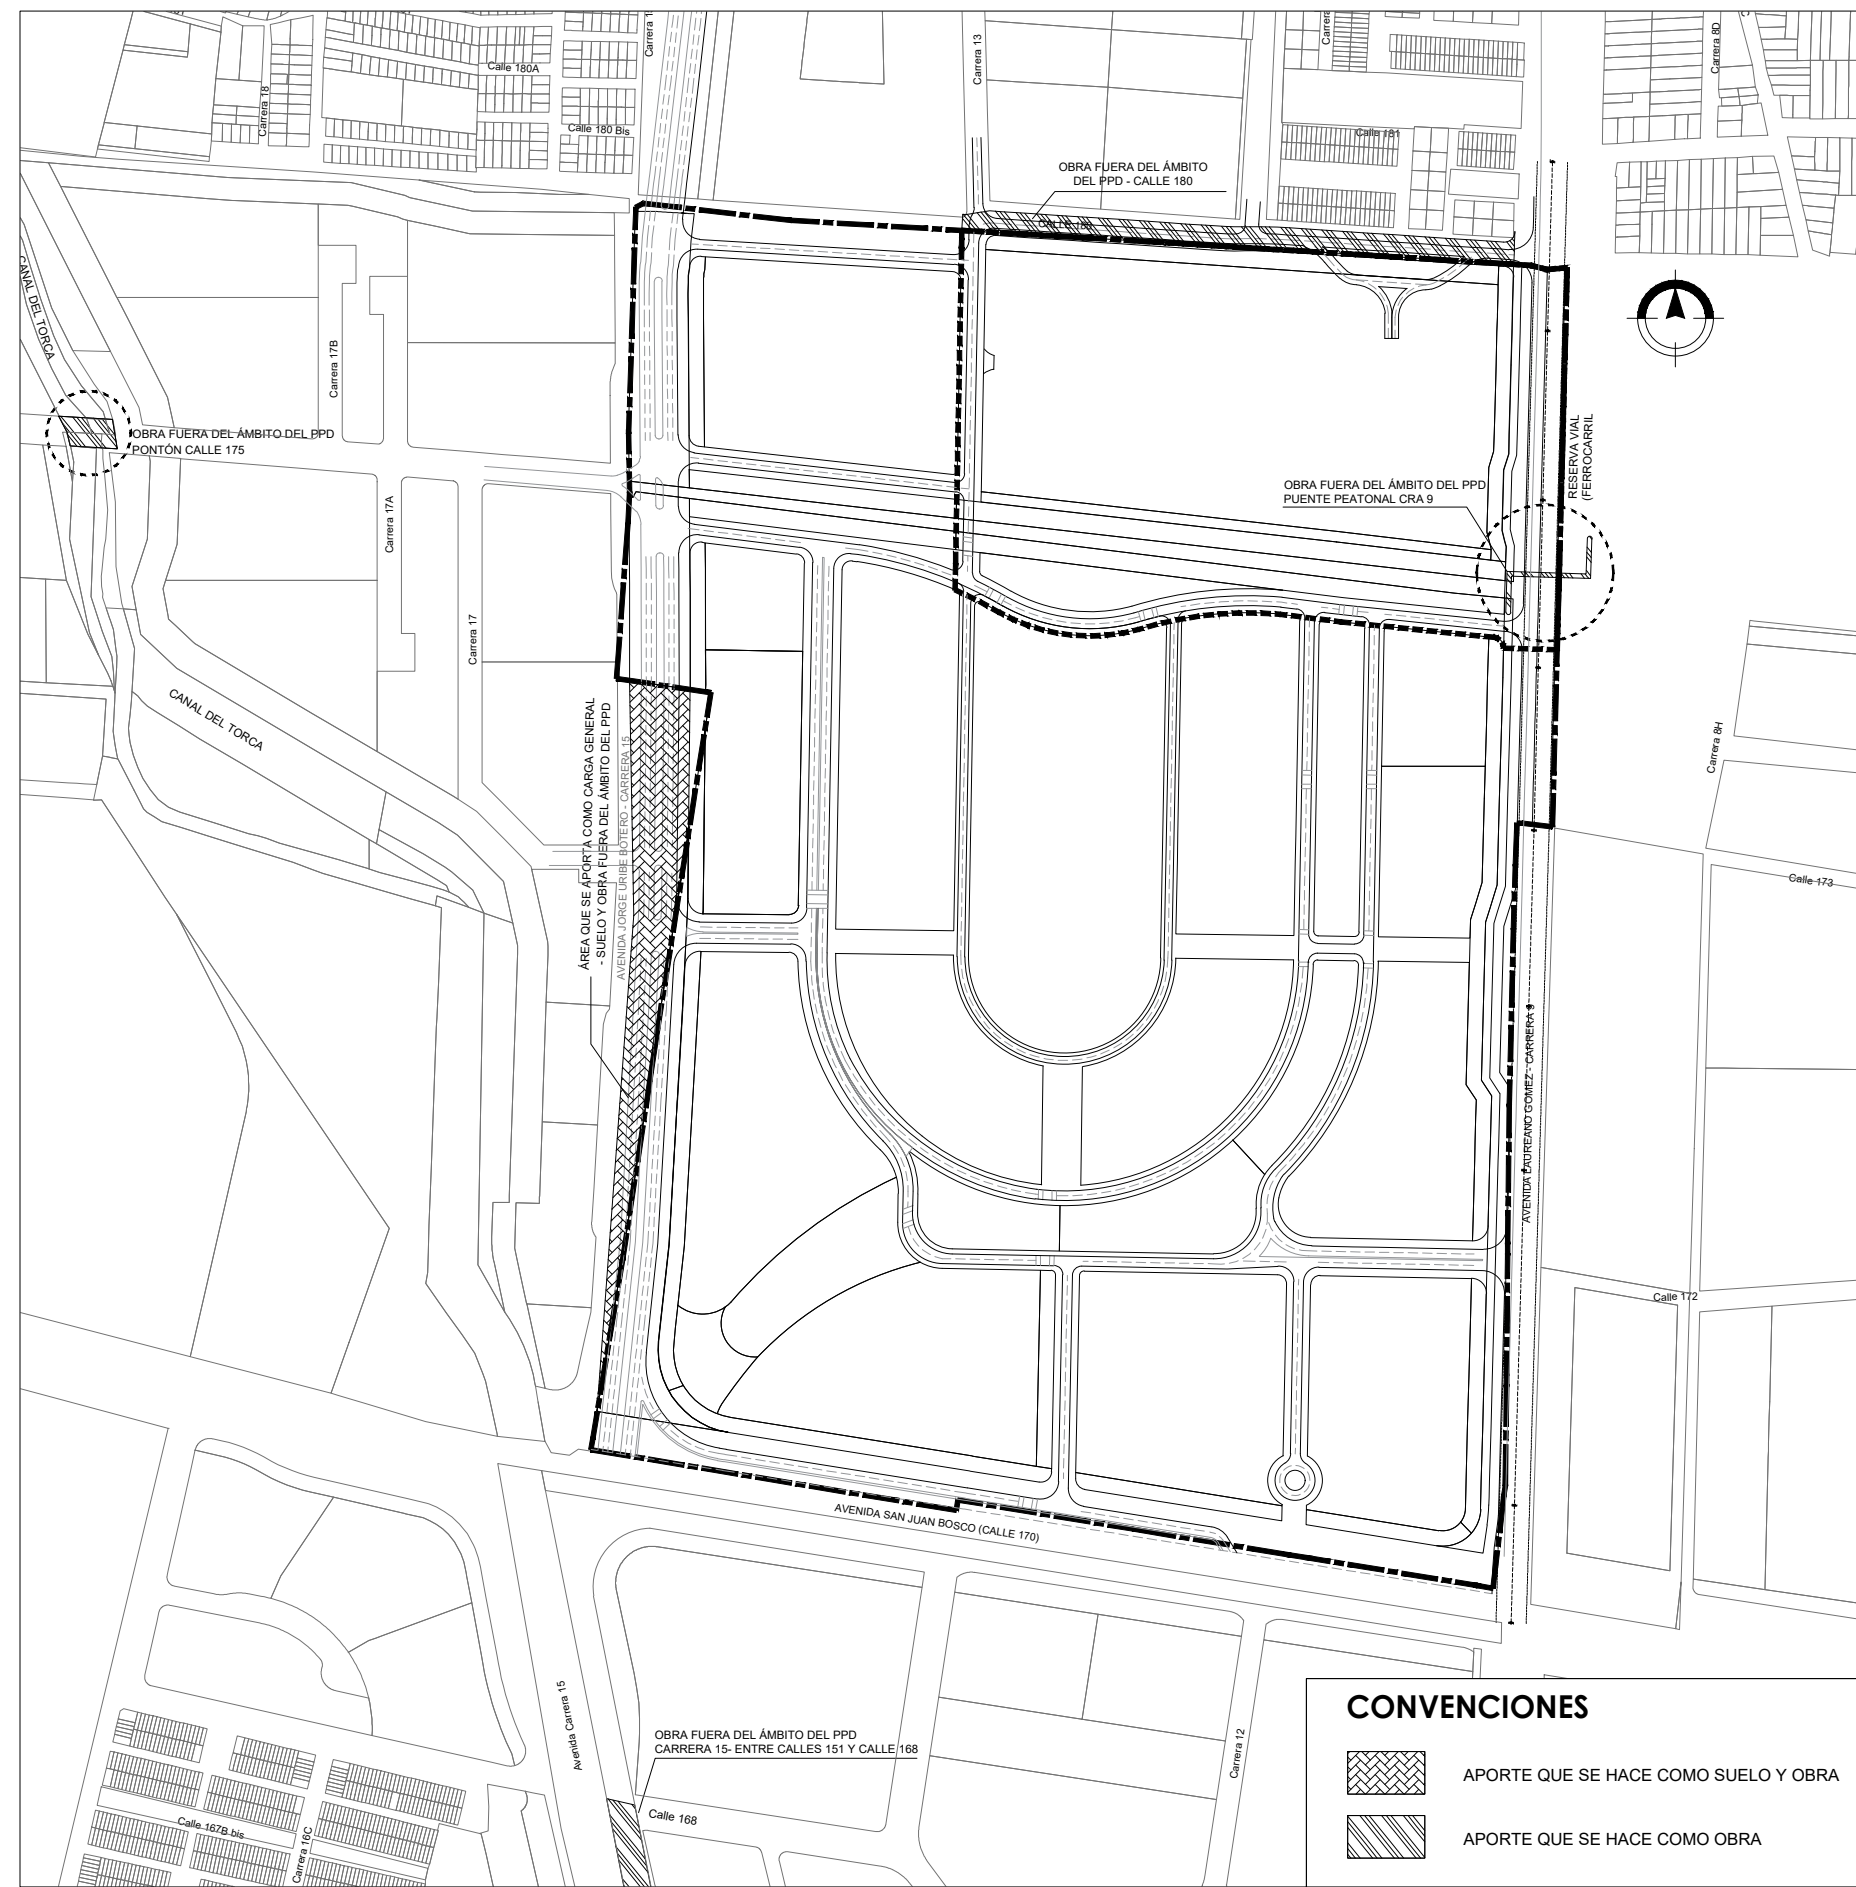 Carrera 18
Calle 180A
Calle 180 Bis
Carrera 13
Calle 181
Carrera 8D
OBRA FUERA DEL ÁMBITO
DEL PPD - CALLE 180
CANAL DEL TORCA
Carrera 17B
OBRA FUERA DEL ÁMBITO DEL PPD
PONTÓN CALLE 175
Carrera 17A
RESERVA VIAL
(FERROCARRIL
OBRA FUERA DEL ÁMBITO DEL PPD
PUENTE PEATONAL CRA 9
Carrera 17
CANAL DEL TORCA
ÁREA QUE SE APORTA COMO CARGA GENERAL
- SUELO Y OBRA FUERA DEL ÁMBITO DEL PPD
AVENIDA JORGE URIBE BOTERO - CARRERA 15
Carrera 8H
Calle 173
AVENIDA LAUREANO GOMEZ - CARRERA 9
Calle 172
AVENIDA SAN JUAN BOSCO (CALLE 170)
Avenida Carrera 15
OBRA FUERA DEL ÁMBITO DEL PPD
CARRERA 15- ENTRE CALLES 151 Y CALLE 168
Calle 168
Carrera 12
Calle 167B bis
Carrera 16C
CONVENCIONES
APORTE QUE SE HACE COMO SUELO Y OBRA
APORTE QUE SE HACE COMO OBRA